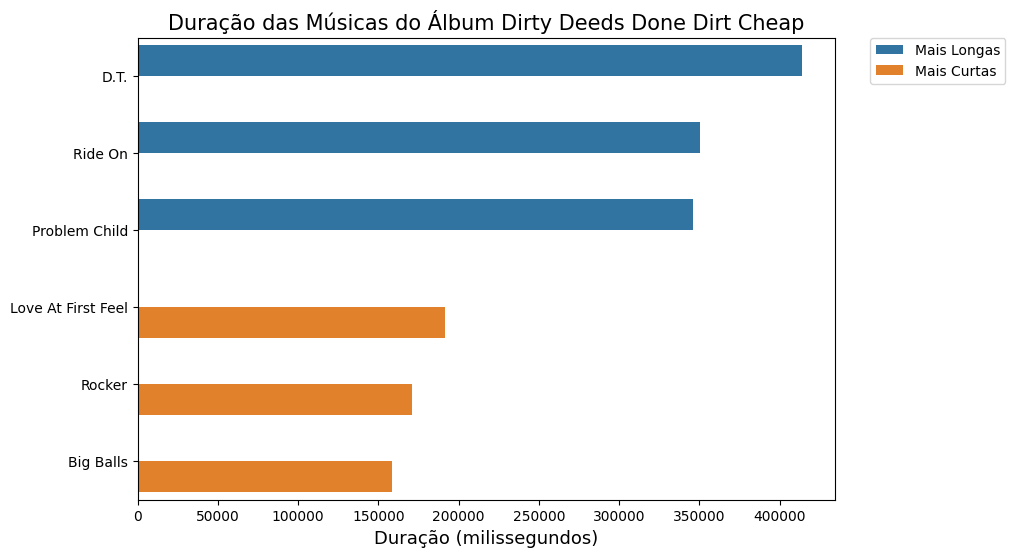 Duração das Músicas do Álbum Dirty Deeds Done Dirt Cheap
Mais Longas
Mais Curtas
D.T.
Ride On
Problem Child
Love At First Feel
Rocker
Big Balls
0 50000 100000 150000 200000 250000 300000 350000 400000
Duração (milissegundos)